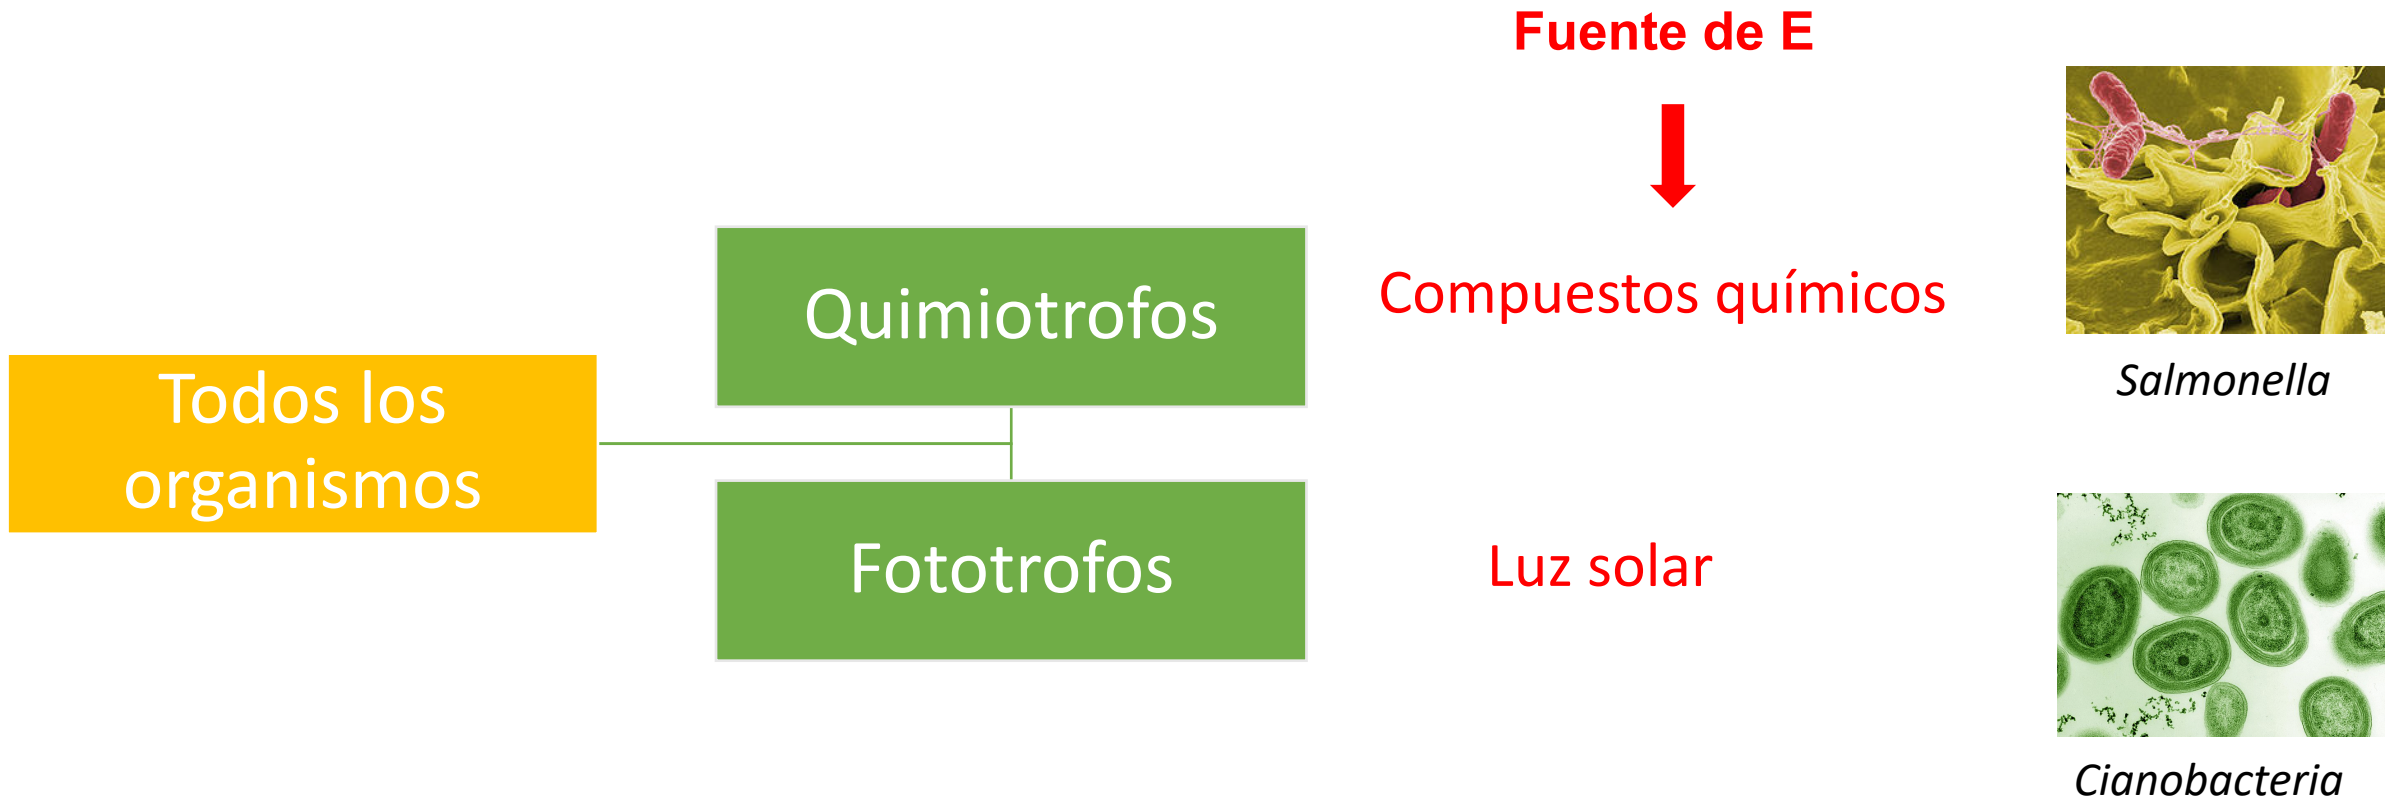 Fuente de E
Quimiotrofos
Compuestos químicos
Salmonella
Todos los
organismos
Fototrofos
Luz solar
Cianobacteria